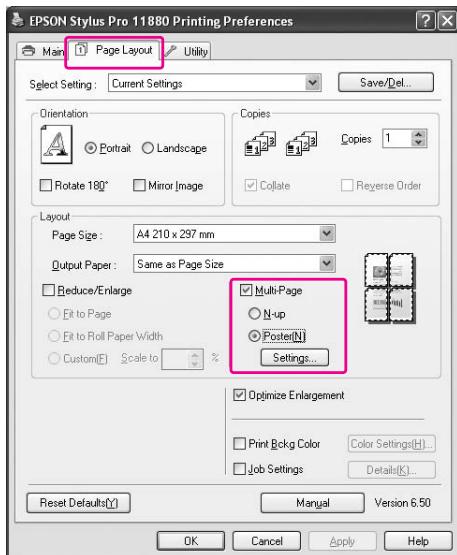 EPSON Stylus Pro 11880 Printing Preferences
Main Page Layout Utility
Select Setting : Current Settings Save/Del...
Orientation
Portrait Landscape
Rotate 180° Mirror Image
Copies
Copies 1
Collate Reverse Order
Layout
Page Size : A4 210 x 297 mm
Output Paper : Same as Page Size
Reduce/Enlarge
Fit to Page
Fit to Roll Paper Width
Custom(F) Scale to %
Multi-Page
N-up
Poster(N)
Settings...
Optimize Enlargement
Print Bckg Color Color Settings(H)...
Job Settings Details(K)...
Reset Defaults(Y) Manual Version 6.50
OK Cancel Apply Help